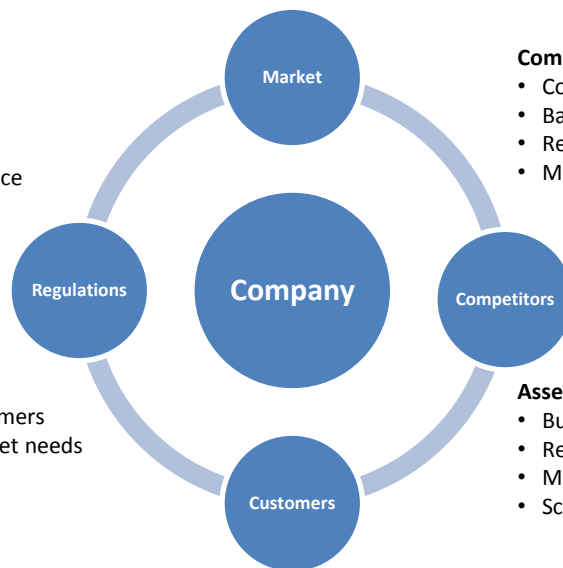 Market
Com
• Co
• Ba
• Re
• M
ce
Regulations
Company
Competitors
mers
et needs
Asse
• Bu
• Re
• M
• Sc
Customers